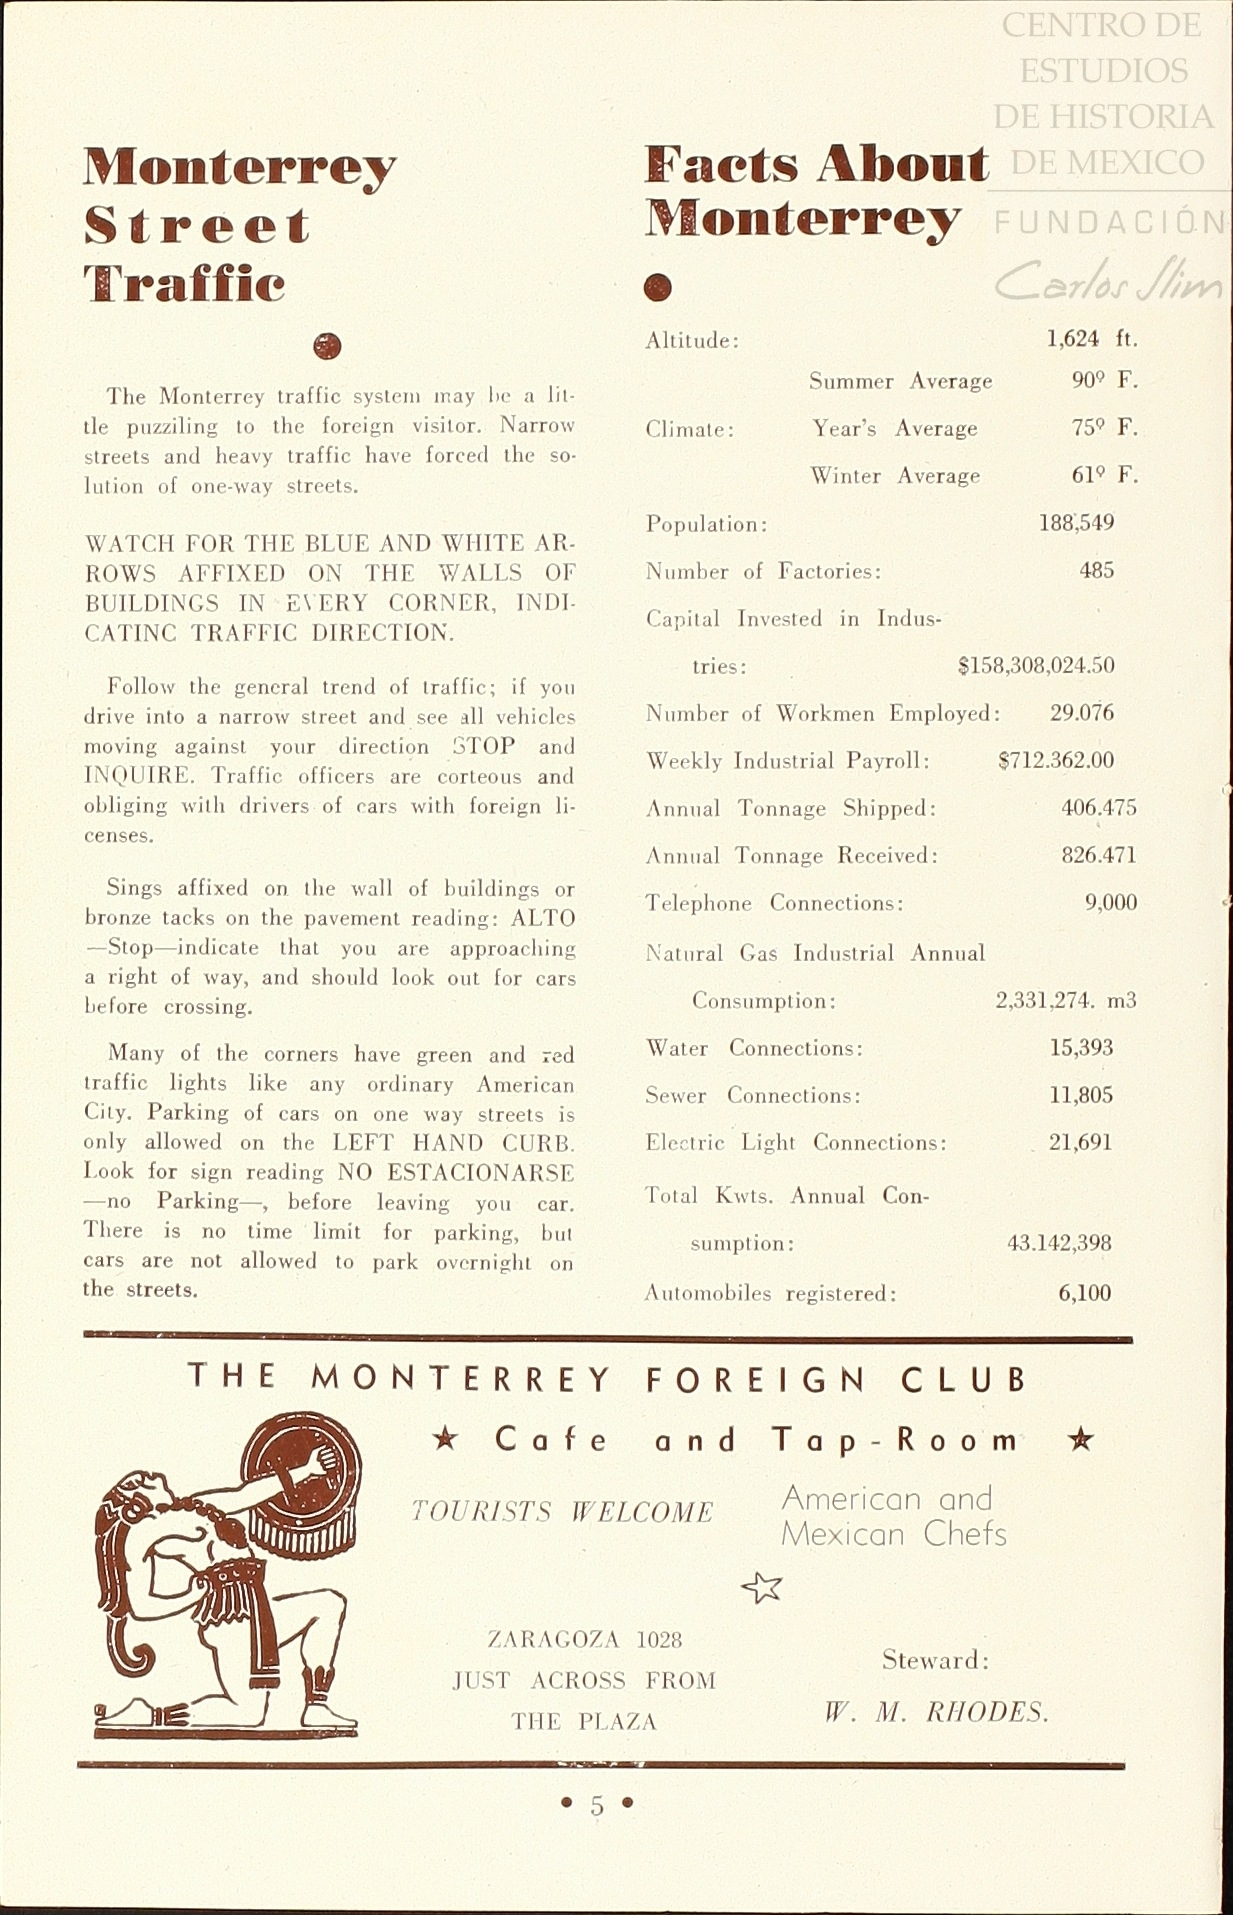 CENTRO DE
ESTUDIOS
DE HISTORIA
DE MEXICO
FUNDACIÓN
Carlos Slim
Monterrey
Street
Traffic
The Monterrey traffic system may be a lit-
tle puzziling to the foreign visitor. Narrow
streets and heavy traffic have forced the so-
lution of one-way streets.
WATCH FOR THE BLUE AND WHITE AR-
ROWS AFFIXED ON THE WALLS OF
BUILDINGS IN EVERY CORNER, INDI-
CATINC TRAFFIC DIRECTION.
Follow the general trend of traffic; if you
drive into a narrow street and see all vehicles
moving against your direction STOP and
INQUIRE. Traffic officers are corteous and
obliging with drivers of cars with foreign li-
censes.
Sings affixed on the wall of buildings or
bronze tacks on the pavement reading: ALTO
—Stop—indicate that you are approaching
a right of way, and should look out for cars
before crossing.
Many of the corners have green and red
traffic lights like any ordinary American
City. Parking of cars on one way streets is
only allowed on the LEFT HAND CURB.
Look for sign reading NO ESTACIONARSE
—no Parking—, before leaving you car.
There is no time limit for parking, but
cars are not allowed to park overnight on
the streets.
Facts About
Monterrey
Altitude: 1,624 ft.
Summer Average 90º F.
Climate: Year's Average 75º F.
Winter Average 61º F.
Population: 188,549
Number of Factories: 485
Capital Invested in Indus-
tries: $158,308,024.50
Number of Workmen Employed: 29.076
Weekly Industrial Payroll: $712.362.00
Annual Tonnage Shipped: 406.475
Annual Tonnage Received: 826.471
Telephone Connections: 9,000
Natural Gas Industrial Annual
Consumption: 2,331,274. m3
Water Connections: 15,393
Sewer Connections: 11,805
Electric Light Connections: 21,691
Total Kwts. Annual Con-
sumption: 43.142,398
Automobiles registered: 6,100
THE MONTERREY FOREIGN CLUB
★ Cafe and Tap-Room ★
TOURISTS WELCOME
American and
Mexican Chefs
ZARAGOZA 1028
JUST ACROSS FROM
THE PLAZA
Steward:
W. M. RHODES.
• 5 •